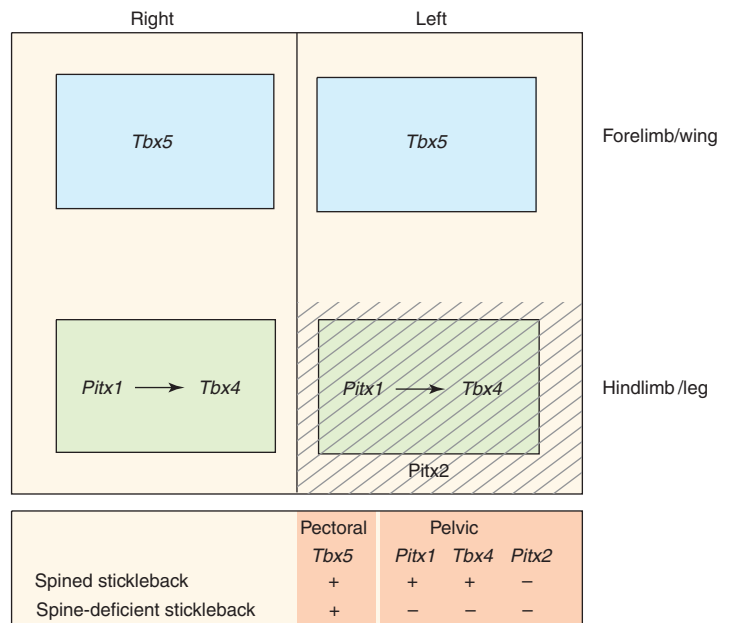 Right Left
Tbx5 Tbx5 Forelimb/wing
Pitx1 Tbx4 Pitx1 Tbx4 Hindlimb/leg
Pitx2
Pectoral Pelvic
Tbx5 Pitx1 Tbx4 Pitx2
Spined stickleback + + + –
Spine-deficient stickleback + – – –